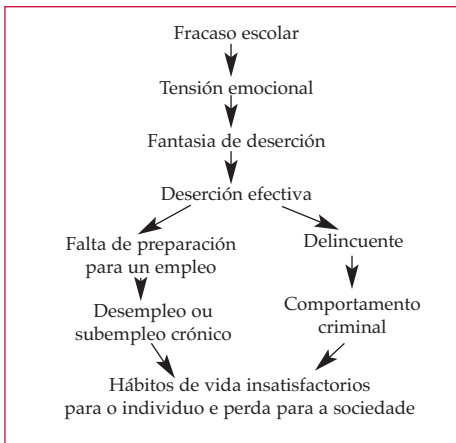 Fracaso escolar
Tensión emocional
Fantasia de deserción
Deserción efectiva
Falta de preparación
para un empleo
Delincuente
Desempleo ou
subempleo crónico
Comportamento
criminal
Hábitos de vida insatisfactorios
para o individuo e perda para a sociedade